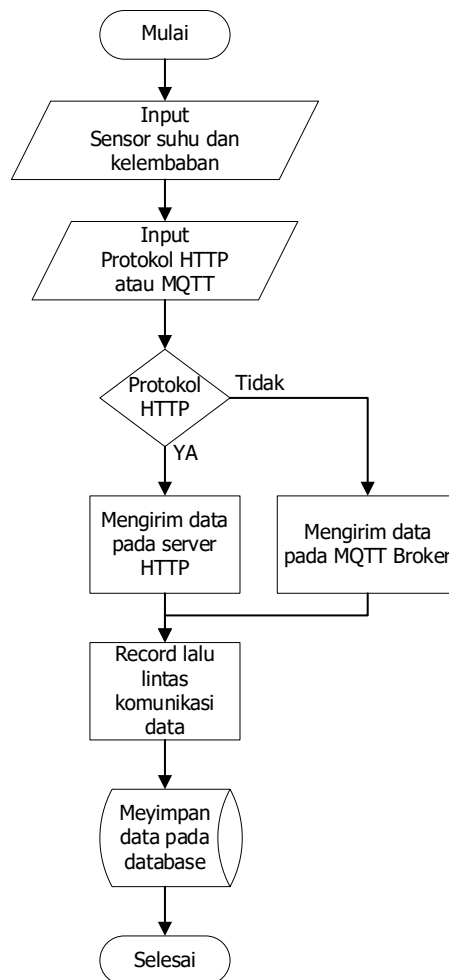 Mulai
Input
Sensor suhu dan
kelembaban
Input
Protokol HTTP
atau MQTT
Protokol
HTTP
Tidak
YA
Mengirim data
pada server
HTTP
Mengirim data
pada MQTT Broker
Record lalu
lintas
komunikasi
data
Meyimpan
data pada
database
Selesai